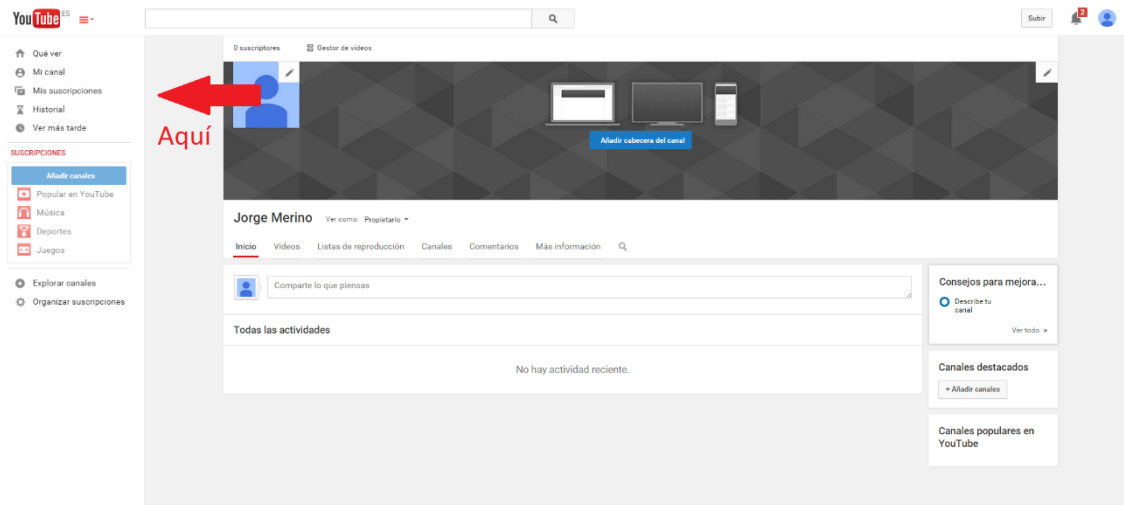 YouTube ES
Subir
2
Qué ver
Mi canal
Mis suscripciones
Historial
Ver más tarde
SUSCRIPCIONES
Añadir canales
Popular en YouTube
Música
Deportes
Juegos
Explorar canales
Organizar suscripciones
Aquí
0 suscriptores Gestor de vídeos
Añadir cabecera del canal
Jorge Merino Ver como: Propietario
Inicio Vídeos Listas de reproducción Canales Comentarios Más información
Comparte lo que piensas
Todas las actividades
No hay actividad reciente.
Consejos para mejora...
Describe tu
canal
Ver todo »
Canales destacados
+ Añadir canales
Canales populares en
YouTube